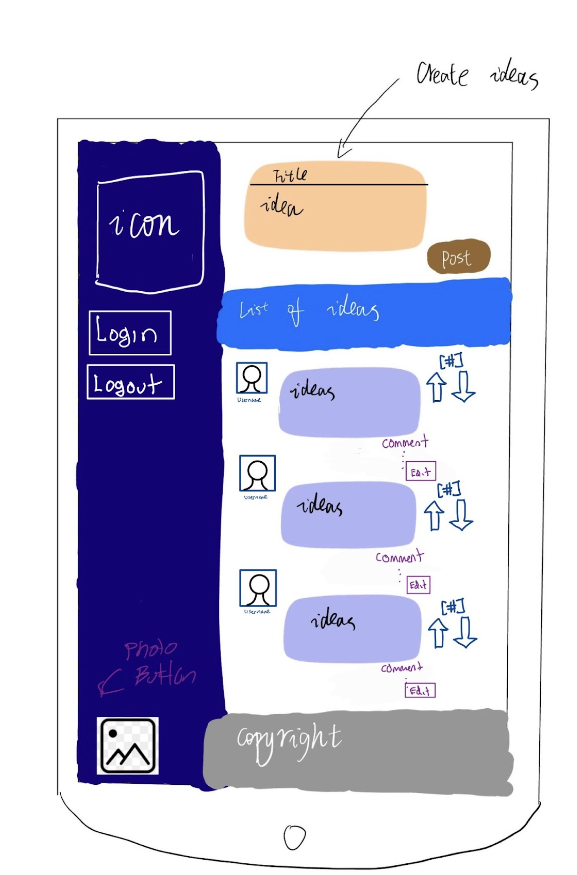 Create ideas
Title
idea
Post
icon
Login
Logout
List of ideas
[#]
ideas
Username
comment
Edit
[#]
ideas
Username
comment
Edit
[#]
ideas
Username
comment
Edit
Photo
Button
Copyright